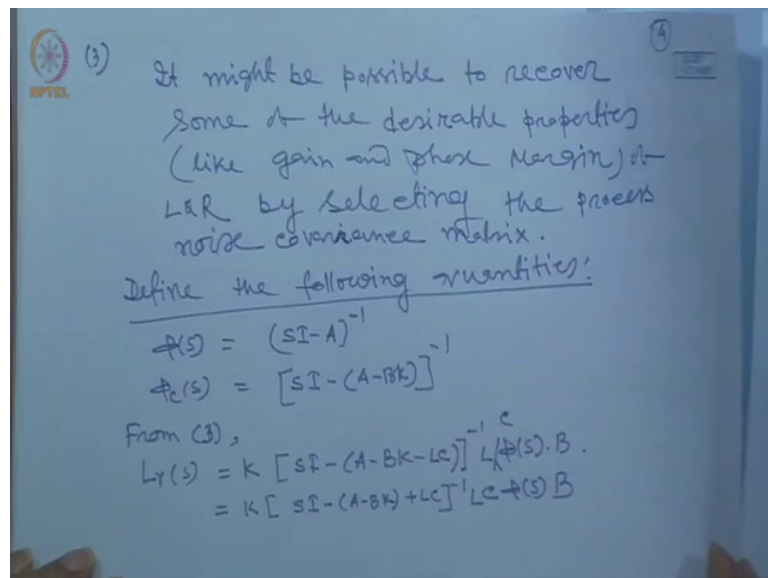 (4)
(3)
NPTEL
It might be possible to recover
some of the desirable properties
(like gain and phase Margin) of
LQR by selecting the process
noise covariance matrix.
Define the following quantities:
Φ(s) = (SI-A)⁻¹
Φc(s) = [SI-(A-BK)]⁻¹
From (3),
Lγ(s) = K [SI-(A-BK-LC)]⁻¹ L C Φ(s).B.
= K[ SI-(A-BK)+LC]⁻¹ LC Φ(s) B